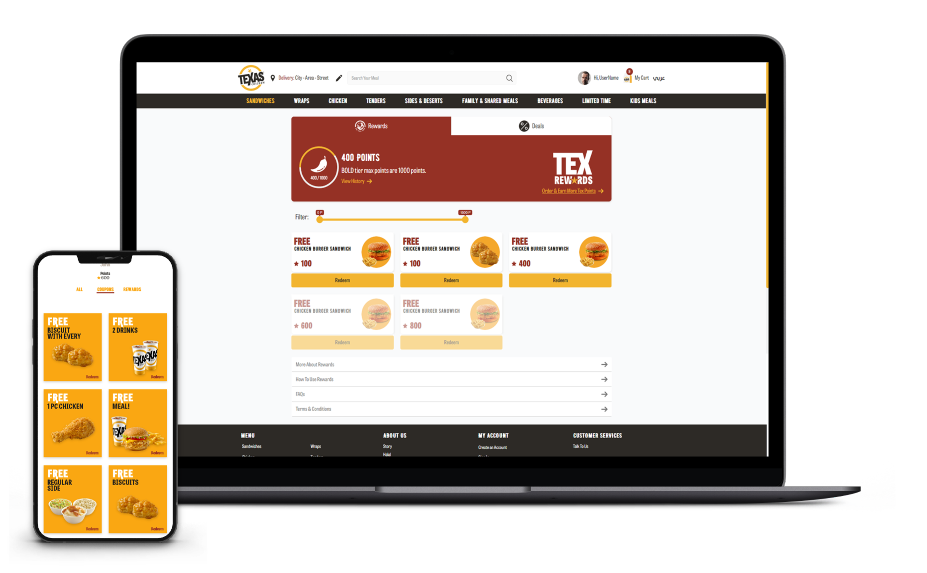 TEXAS
Delivery, City - Area - Street
Search Your Meal
Hi, UserName
My Cart
عربية
SANDWICHES
WRAPS
CHICKEN
TENDERS
SIDES & DESERTS
FAMILY & SHARED MEALS
BEVERAGES
LIMITED TIME
KIDS MEALS
Rewards
Deals
400/1000
400 POINTS
BOLD tier max points are 1000 points.
View History
TEX
REWARDS
Order & Earn More Tex Points
Filter:
FREE
CHICKEN BURGER SANDWICH
100
Redeem
FREE
CHICKEN BURGER SANDWICH
100
Redeem
FREE
CHICKEN BURGER SANDWICH
400
Redeem
FREE
CHICKEN BURGER SANDWICH
600
Redeem
FREE
CHICKEN BURGER SANDWICH
800
Redeem
More About Rewards
How To Use Rewards
FAQs
Terms & Conditions
MENU
Sandwiches
Wraps
ABOUT US
Story
Halal
MY ACCOUNT
Create an Account
CUSTOMER SERVICES
Talk To Us
Points
ALL
COUPONS
REWARDS
FREE
BISCUIT
WITH EVERY
Redeem
FREE
2 DRINKS
TEXAS
Redeem
FREE
1 PC CHICKEN
Redeem
FREE
MEAL!
TEXAS
Redeem
FREE
REGULAR
SIDE
Redeem
FREE
BISCUITS
Redeem